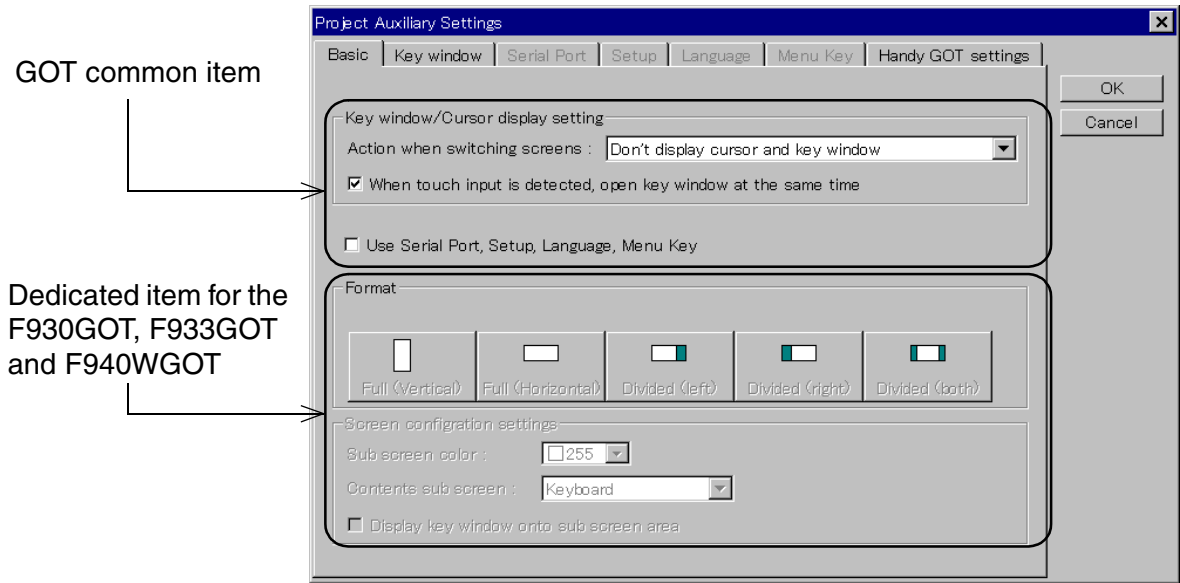 Project Auxiliary Settings
Basic Key window Serial Port Setup Language Menu Key Handy GOT settings
OK
Cancel
GOT common item
Key window/Cursor display setting
Action when switching screens : Don't display cursor and key window
When touch input is detected, open key window at the same time
Use Serial Port, Setup, Language, Menu Key
Dedicated item for the
F930GOT, F933GOT
and F940WGOT
Format
Full (Vertical) Full (Horizontal) Divided (left) Divided (right) Divided (both)
Screen configration settings
Sub screen color : 255
Contents sub screen : Keyboard
Display key window onto sub screen area